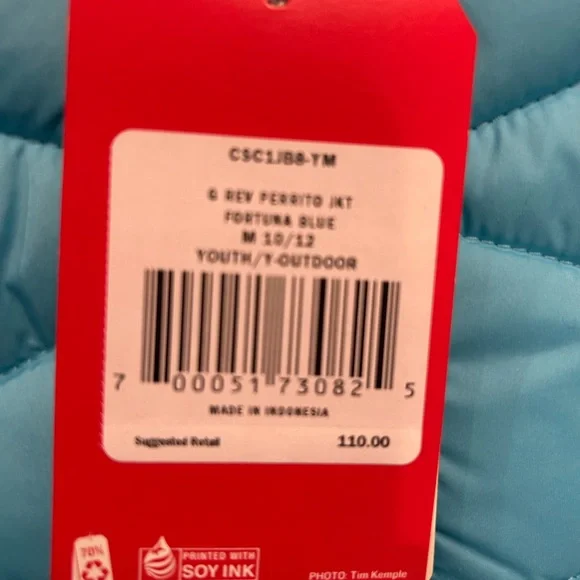 CSC1JB8-YM
G REV PERRITO JKT
FORTUNA BLUE
M 10/12
YOUTH/Y-OUTDOOR
7 00051 73082 5
MADE IN INDONESIA
Suggested Retail 110.00
70%
PRINTED WITH
SOY INK
PHOTO: Tim Kemple